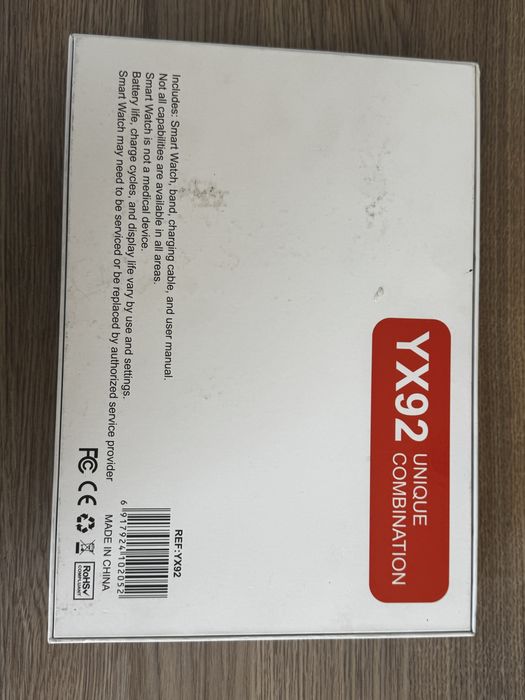 YX92 UNIQUE
COMBINATION
Includes: Smart Watch, band, charging cable, and user manual.
Not all capabilities are available in all areas.
Smart Watch is not a medical device.
Battery life, charge cycles, and display life vary by use and settings.
Smart Watch may need to be serviced or be replaced by authorized service provider
REF:YX92
6 917924 102052
MADE IN CHINA
FC CE RoHS
COMPLIANT